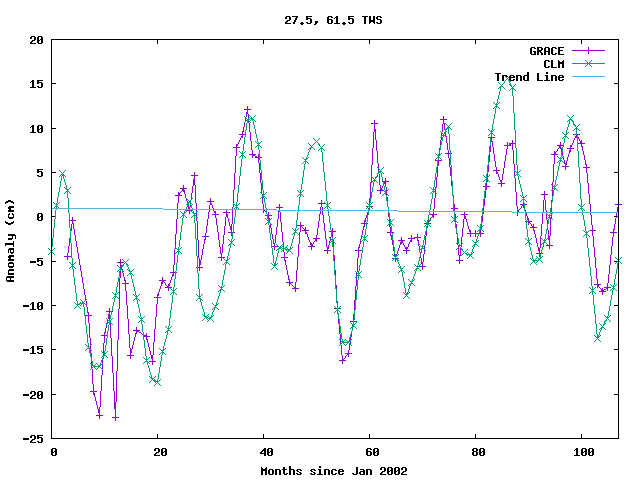 27.5, 61.5 TWS
GRACE
CLM
Trend Line
20
15
10
5
0
-5
-10
-15
-20
-25
Anomaly (cm)
0 20 40 60 80 100
Months since Jan 2002